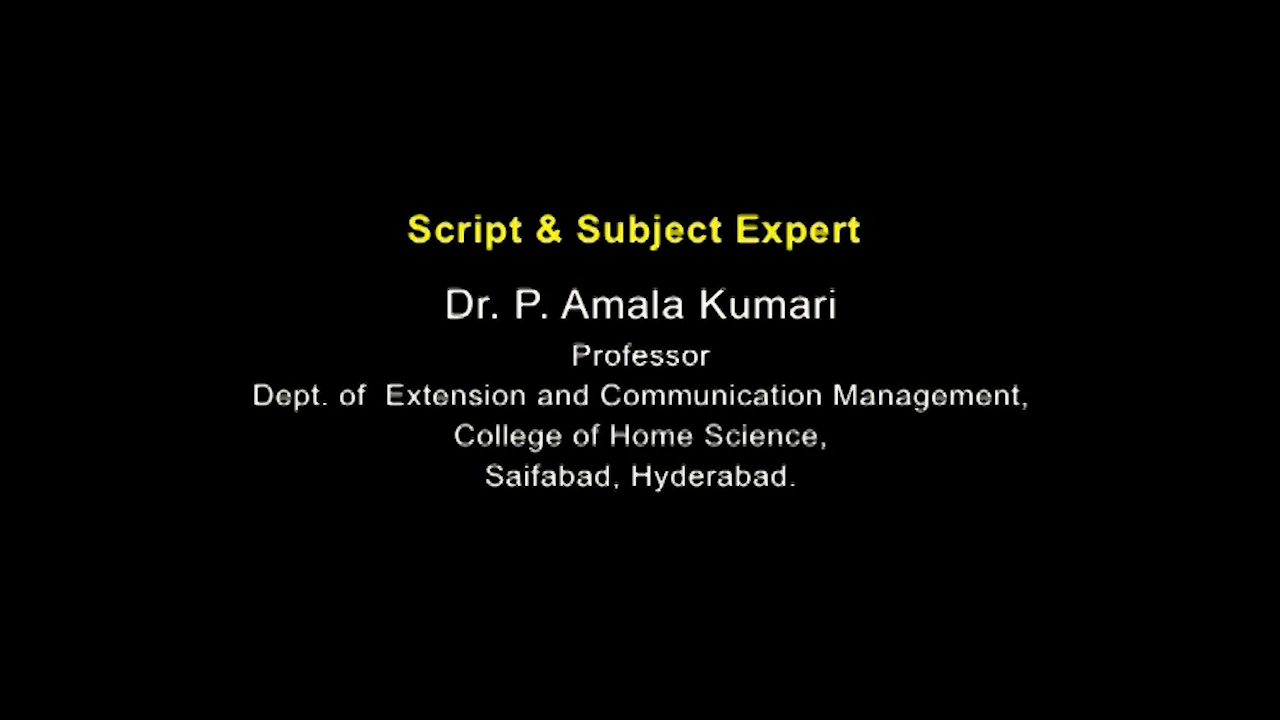 Script & Subject Expert
Dr. P. Amala Kumari
Professor
Dept. of Extension and Communication Management,
College of Home Science,
Saifabad, Hyderabad.